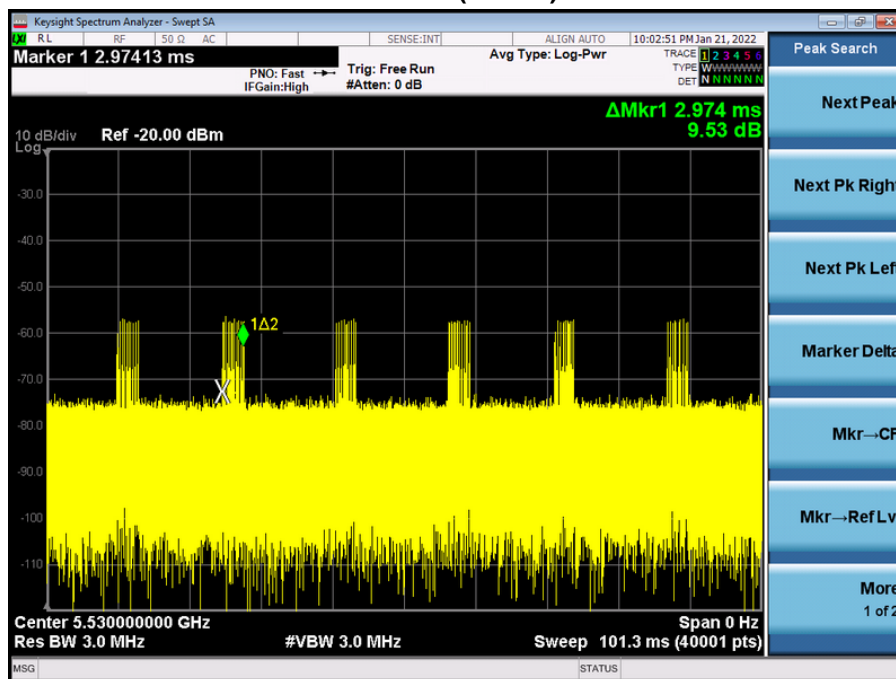 Keysight Spectrum Analyzer - Swept SA
LXI RL RF 50 Ω AC SENSE:INT ALIGN AUTO 10:02:51 PM Jan 21, 2022
Marker 1 2.97413 ms
PNO: Fast
IFGain:High
Trig: Free Run
#Atten: 0 dB
Avg Type: Log-Pwr
TRACE 1 2 3 4 5 6
TYPE WWWWWW
DET N N N N N N
ΔMkr1 2.974 ms
9.53 dB
10 dB/div Ref -20.00 dBm
Log
-30.0
-40.0
-50.0
-60.0
-70.0
-80.0
-90.0
-100
-110
1Δ2
X
Center 5.530000000 GHz Span 0 Hz
Res BW 3.0 MHz #VBW 3.0 MHz Sweep 101.3 ms (40001 pts)
MSG STATUS
Peak Search
Next Peak
Next Pk Right
Next Pk Left
Marker Delta
Mkr→CF
Mkr→Ref Lv
More
1 of 2